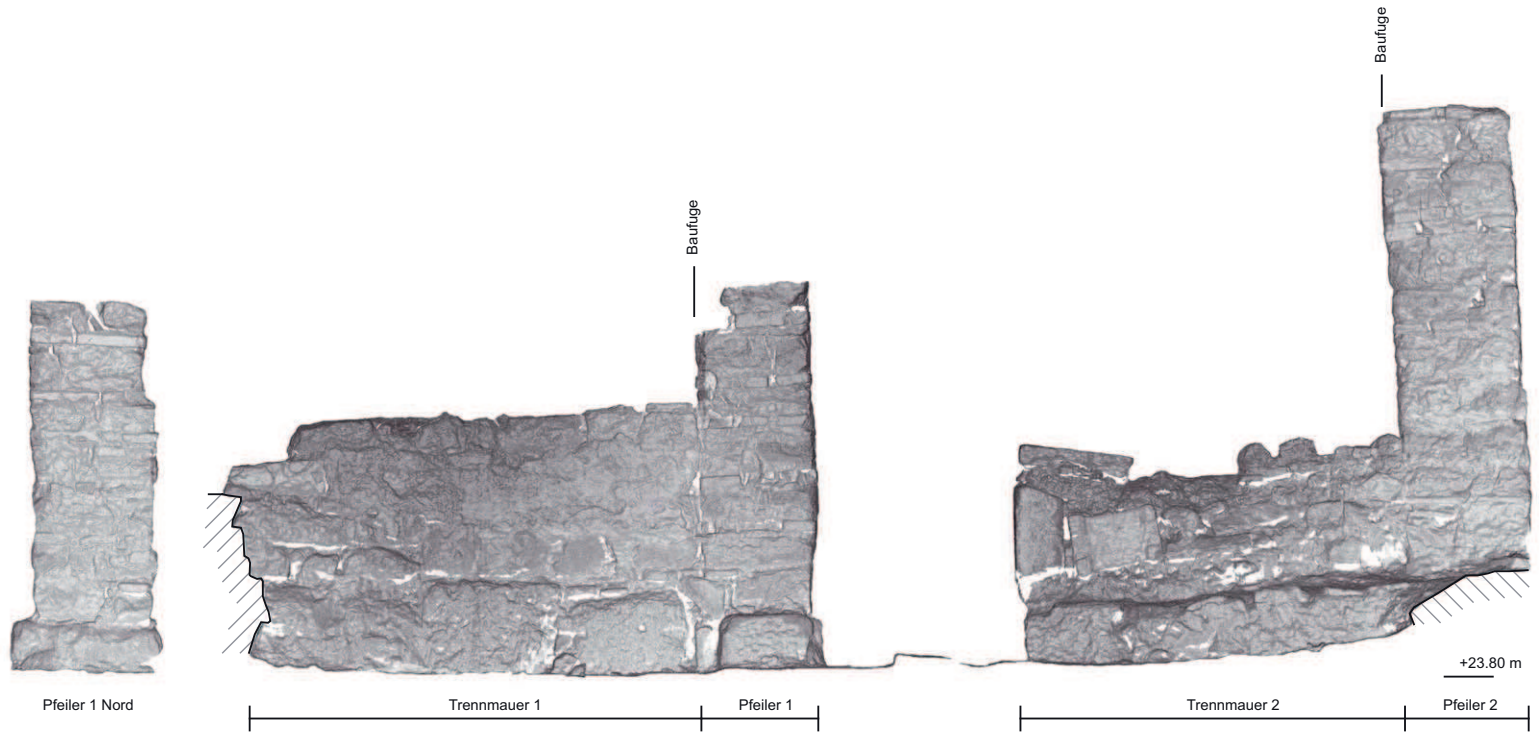 Baufuge
Baufuge
+23.80 m
Pfeiler 1 Nord
Trennmauer 1
Pfeiler 1
Trennmauer 2
Pfeiler 2